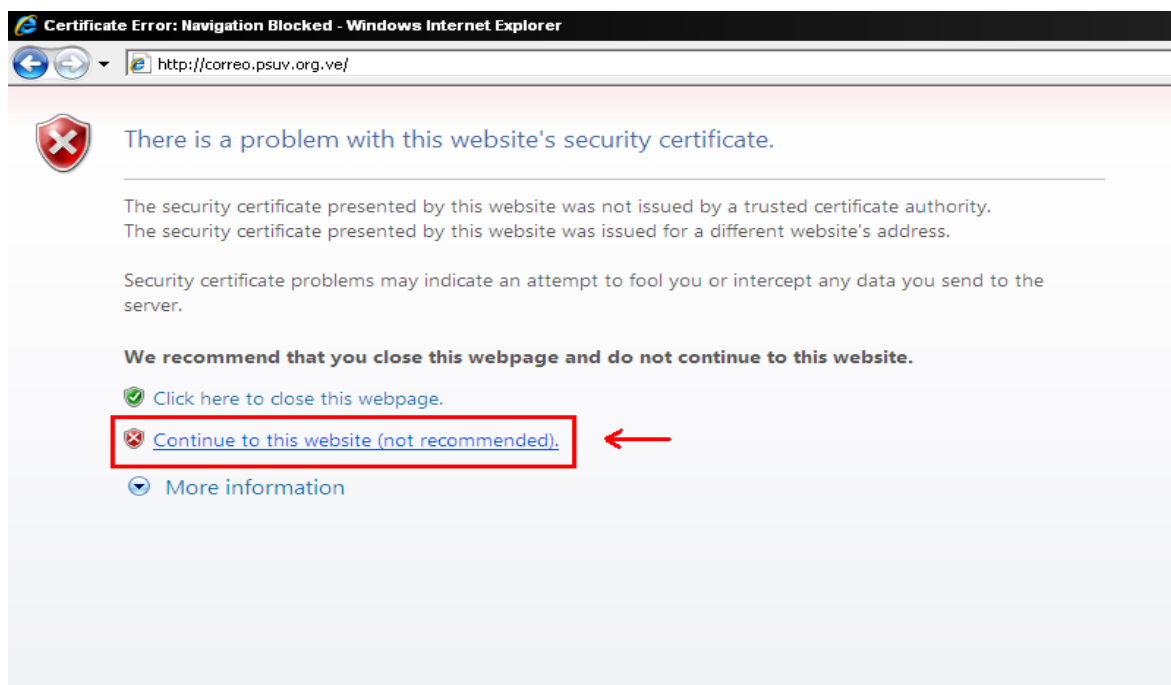 Certificate Error: Navigation Blocked - Windows Internet Explorer
http://correo.psuv.org.ve/
There is a problem with this website's security certificate.
The security certificate presented by this website was not issued by a trusted certificate authority.
The security certificate presented by this website was issued for a different website's address.
Security certificate problems may indicate an attempt to fool you or intercept any data you send to the
server.
We recommend that you close this webpage and do not continue to this website.
Click here to close this webpage.
Continue to this website (not recommended).
More information